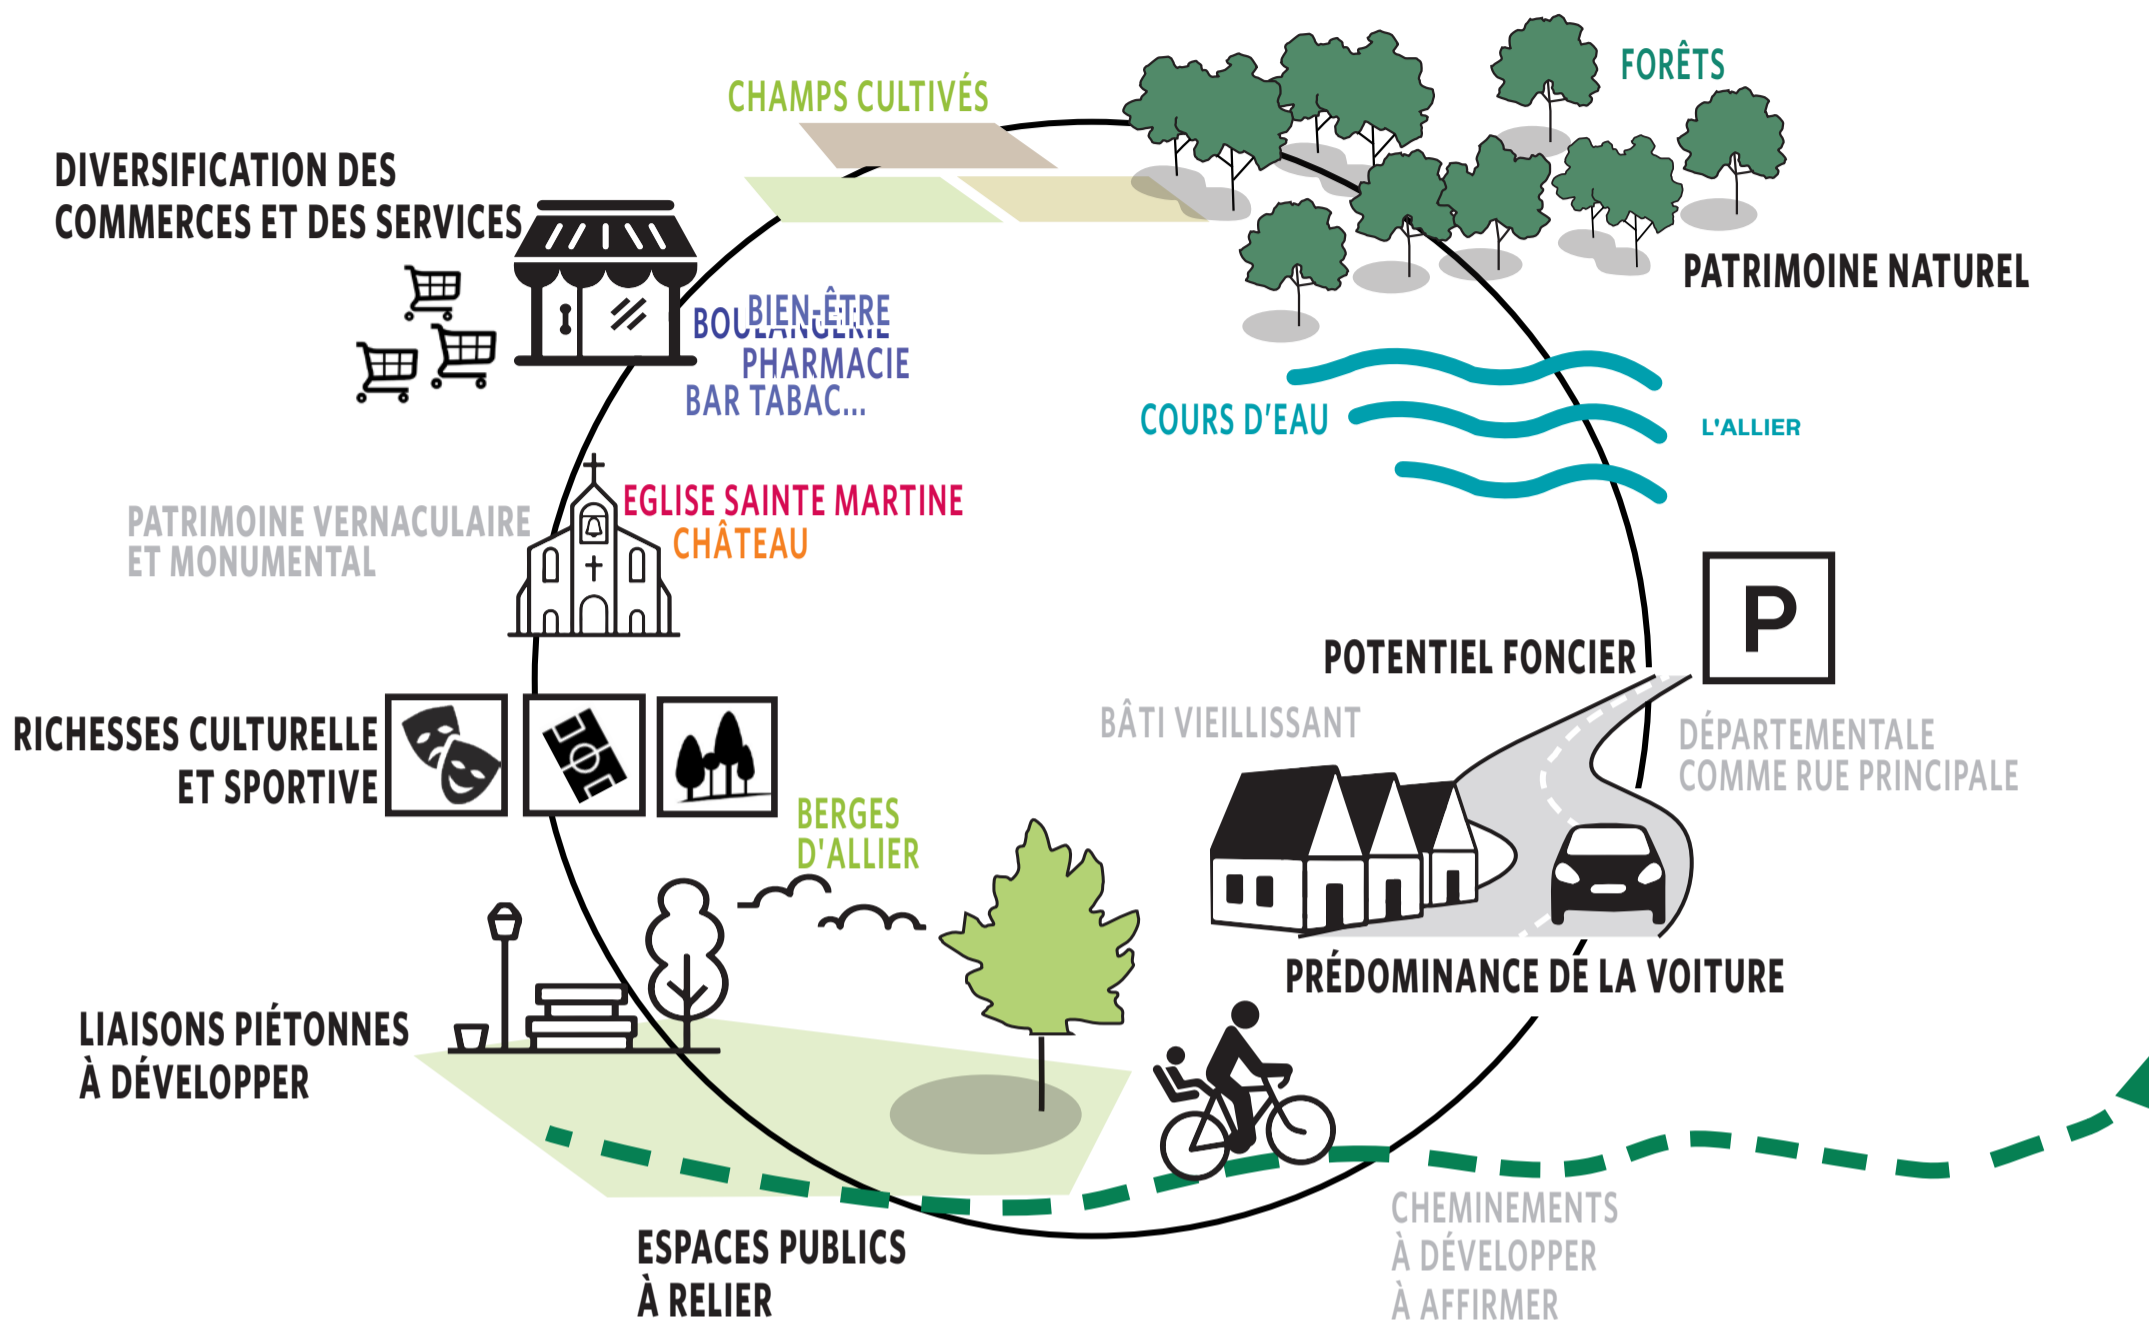 FORÊTS
CHAMPS CULTIVÉS
DIVERSIFICATION DES
COMMERCES ET DES SERVICES
PATRIMOINE NATUREL
BIEN-ÊTRE
BOULANGERIE
PHARMACIE
BAR TABAC...
COURS D'EAU
L'ALLIER
EGLISE SAINTE MARTINE
CHÂTEAU
PATRIMOINE VERNACULAIRE
ET MONUMENTAL
P
POTENTIEL FONCIER
BÂTI VIEILLISSANT
DÉPARTEMENTALE
COMME RUE PRINCIPALE
RICHESSES CULTURELLE
ET SPORTIVE
BERGES
D'ALLIER
PRÉDOMINANCE DE LA VOITURE
LIAISONS PIÉTONNES
À DÉVELOPPER
CHEMINEMENTS
À DÉVELOPPER
À AFFIRMER
ESPACES PUBLICS
À RELIER